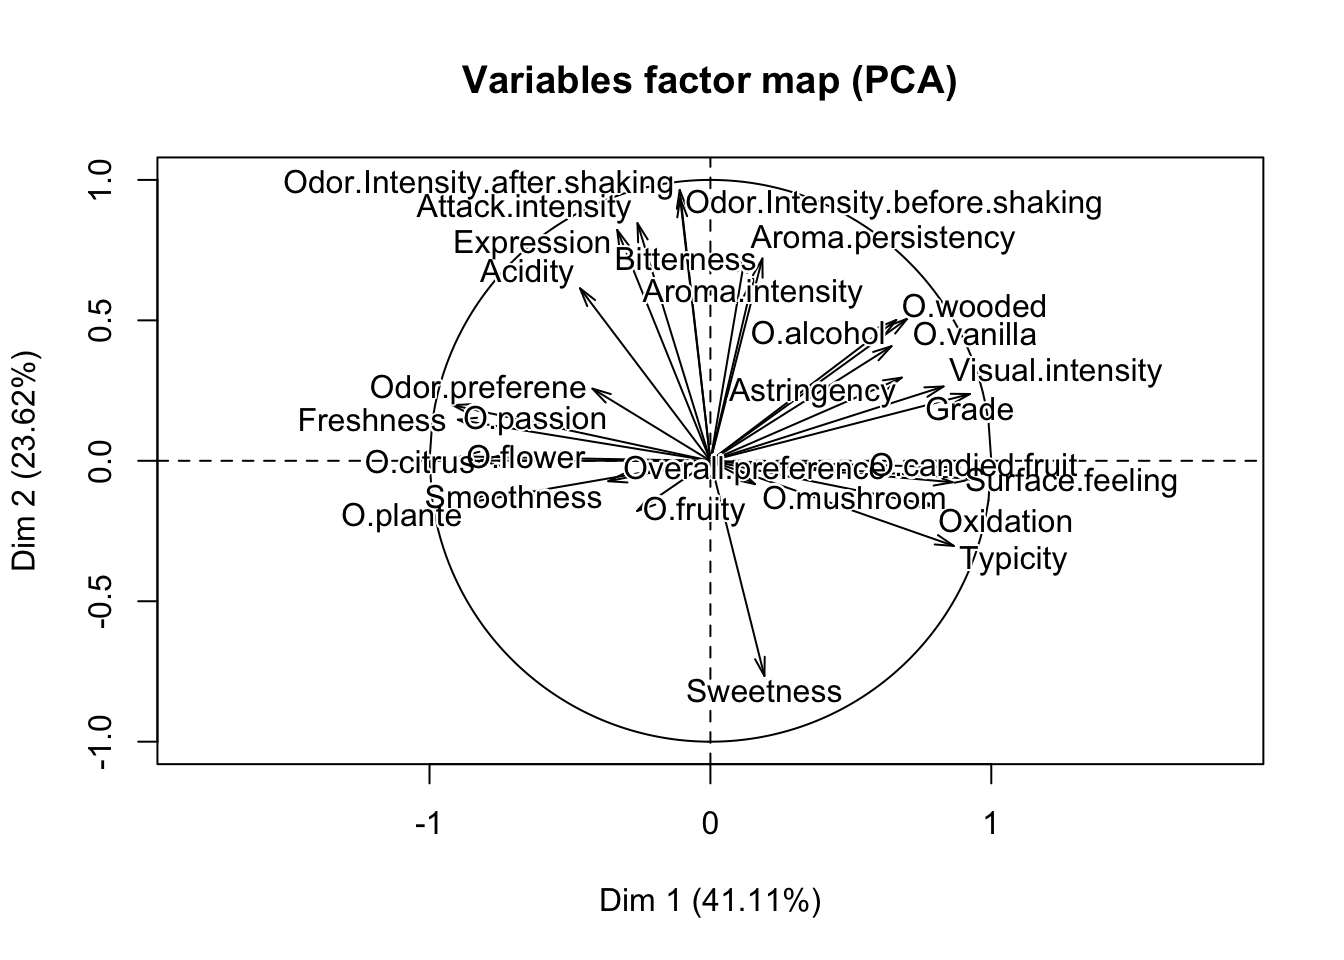 Variables factor map (PCA)
Odor.Intensity.after.shaking
Odor.Intensity.before.shaking
Attack.intensity
Expression
Aroma.persistency
Bitterness
Acidity
Aroma.intensity
O.wooded
O.alcohol
O.vanilla
Visual.intensity
Odor.preferene
Astringency
Grade
Freshness
O.passion
O.citrus
O.flower
Overall.preference
O.candied.fruit
Surface.feeling
Smoothness
O.mushroom
O.plante
O.fruity
Oxidation
Typicity
Sweetness
1.0
0.5
0.0
-0.5
-1.0
Dim 2 (23.62%)
-1
0
1
Dim 1 (41.11%)